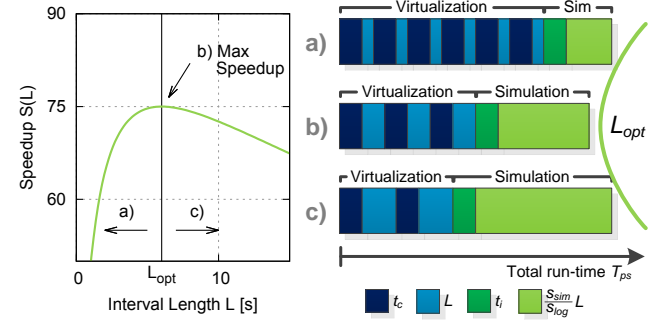 90
75
60
Speedup S(L)
b) Max
Speedup
a)
c)
0
L_opt
10
Interval Length L [s]
Virtualization
Sim
a)
Virtualization
Simulation
b)
L_opt
Virtualization
Simulation
c)
Total run-time T_ps
t_c
L
t_i
s_sim/s_log L